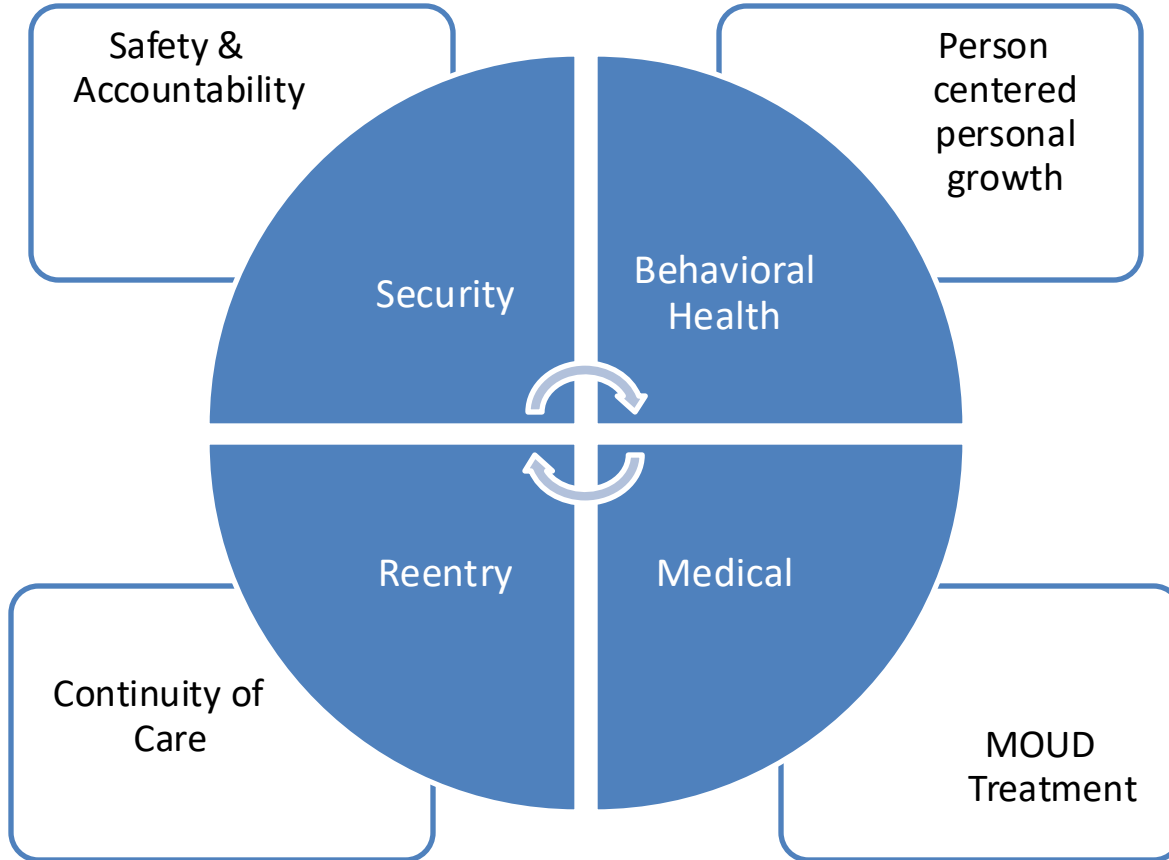 Safety &
Accountability
Person
centered
personal
growth
Security
Behavioral
Health
Reentry
Medical
Continuity of
Care
MOUD
Treatment